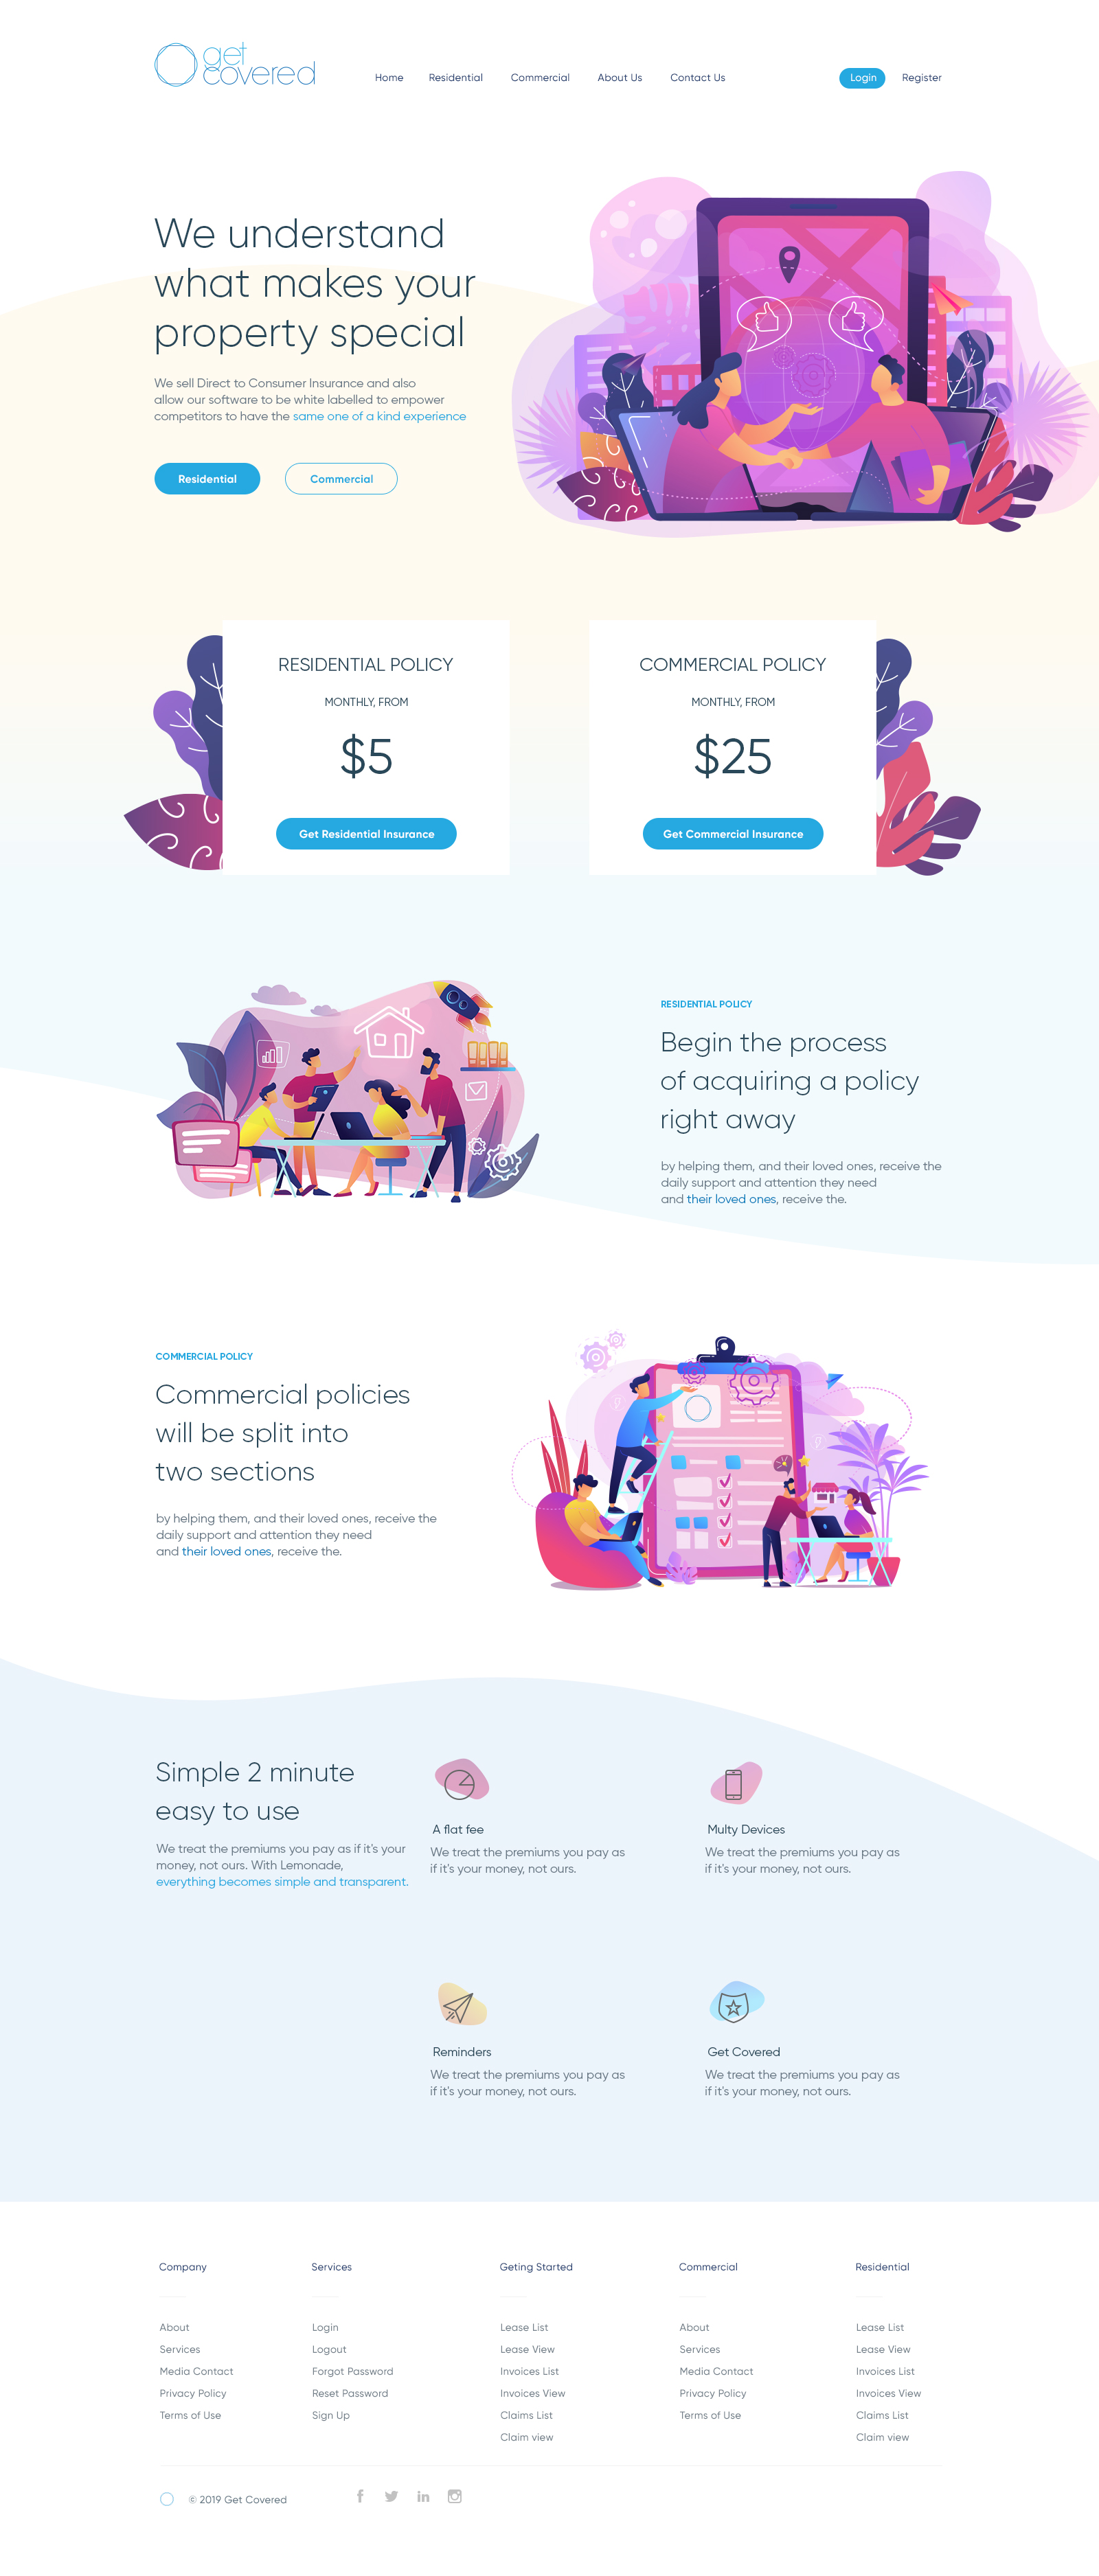 get
covered
Home Residential Commercial About Us Contact Us Login Register
We understand
what makes your
property special
We sell Direct to Consumer Insurance and also
allow our software to be white labelled to empower
competitors to have the same one of a kind experience
Residential Commercial
RESIDENTIAL POLICY
MONTHLY, FROM
$5
Get Residential Insurance
COMMERCIAL POLICY
MONTHLY, FROM
$25
Get Commercial Insurance
RESIDENTIAL POLICY
Begin the process
of acquiring a policy
right away
by helping them, and their loved ones, receive the
daily support and attention they need
and their loved ones, receive the.
COMMERCIAL POLICY
Commercial policies
will be split into
two sections
by helping them, and their loved ones, receive the
daily support and attention they need
and their loved ones, receive the.
Simple 2 minute
easy to use
We treat the premiums you pay as if it's your
money, not ours. With Lemonade,
everything becomes simple and transparent.
A flat fee
We treat the premiums you pay as
if it's your money, not ours.
Multy Devices
We treat the premiums you pay as
if it's your money, not ours.
Reminders
We treat the premiums you pay as
if it's your money, not ours.
Get Covered
We treat the premiums you pay as
if it's your money, not ours.
Company
About
Services
Media Contact
Privacy Policy
Terms of Use
Services
Login
Logout
Forgot Password
Reset Password
Sign Up
Geting Started
Lease List
Lease View
Invoices List
Invoices View
Claims List
Claim view
Commercial
About
Services
Media Contact
Privacy Policy
Terms of Use
Residential
Lease List
Lease View
Invoices List
Invoices View
Claims List
Claim view
© 2019 Get Covered